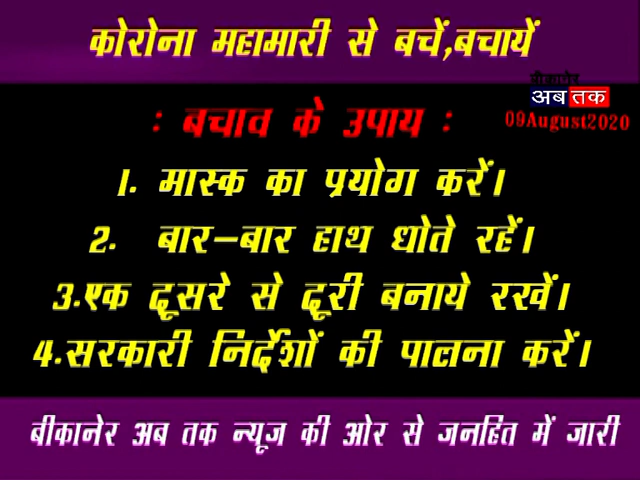 कोरोना महामारी से बचें,बचायें
बीकानेर
अब तक
09August2020
: बचाव के उपाय :
1. मास्क का प्रयोग करें।
2. बार-बार हाथ धोते रहें।
3.एक दूसरे से दूरी बनाये रखें।
4.सरकारी निर्देशों की पालना करें।
बीकानेर अब तक न्यूज की ओर से जनहित में जारी